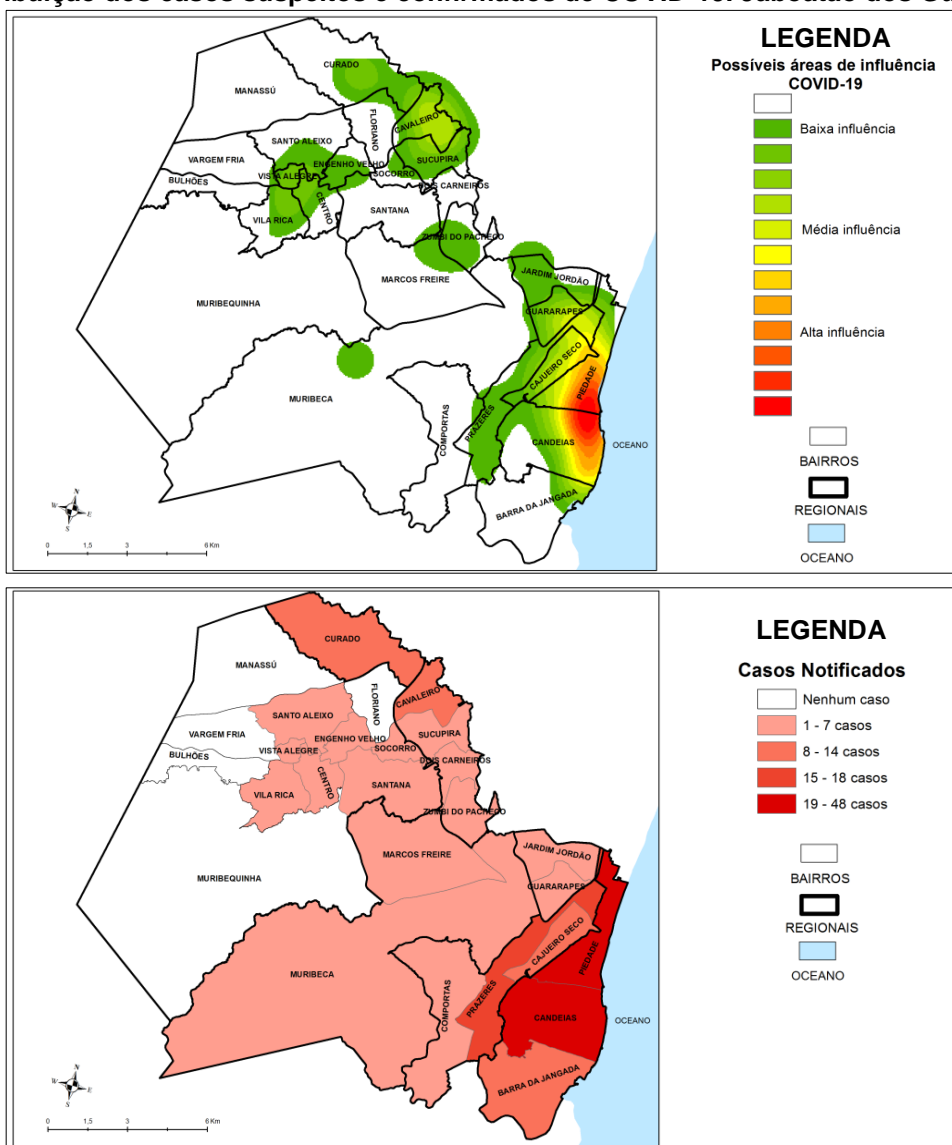 LEGENDA
Possíveis áreas de influência
COVID-19
Baixa influência
Média influência
Alta influência
BAIRROS
REGIONAIS
OCEANO
CURADO
MANASSÚ
FLORIANO
CAVALEIRO
SANTO ALEIXO
VARGEM FRIA
ENGENHO VELHO
SUCUPIRA
VISTA ALEGRE
SOCORRO
BULHÕES
DOIS CARNEIROS
CENTRO
SANTANA
VILA RICA
ZUMBI DO PACHECO
MARCOS FREIRE
JARDIM JORDÃO
MURIBEQUINHA
GUARARAPES
CAJUEIRO SECO
PIEDADE
MURIBECA
COMPORTAS
PRAZERES
CANDEIAS
OCEANO
BARRA DA JANGADA
N
W E
S
0 1,5 3 6 Km
LEGENDA
Casos Notificados
Nenhum caso
1 - 7 casos
8 - 14 casos
15 - 18 casos
19 - 48 casos
BAIRROS
REGIONAIS
OCEANO
CURADO
MANASSÚ
FLORIANO
CAVALEIRO
SANTO ALEIXO
VARGEM FRIA
ENGENHO VELHO
SUCUPIRA
VISTA ALEGRE
SOCORRO
BULHÕES
DOIS CARNEIROS
CENTRO
SANTANA
VILA RICA
ZUMBI DO PACHECO
MARCOS FREIRE
JARDIM JORDÃO
MURIBEQUINHA
GUARARAPES
CAJUEIRO SECO
PIEDADE
MURIBECA
COMPORTAS
PRAZERES
CANDEIAS
OCEANO
BARRA DA JANGADA
N
W E
S
0 1,5 3 6 Km